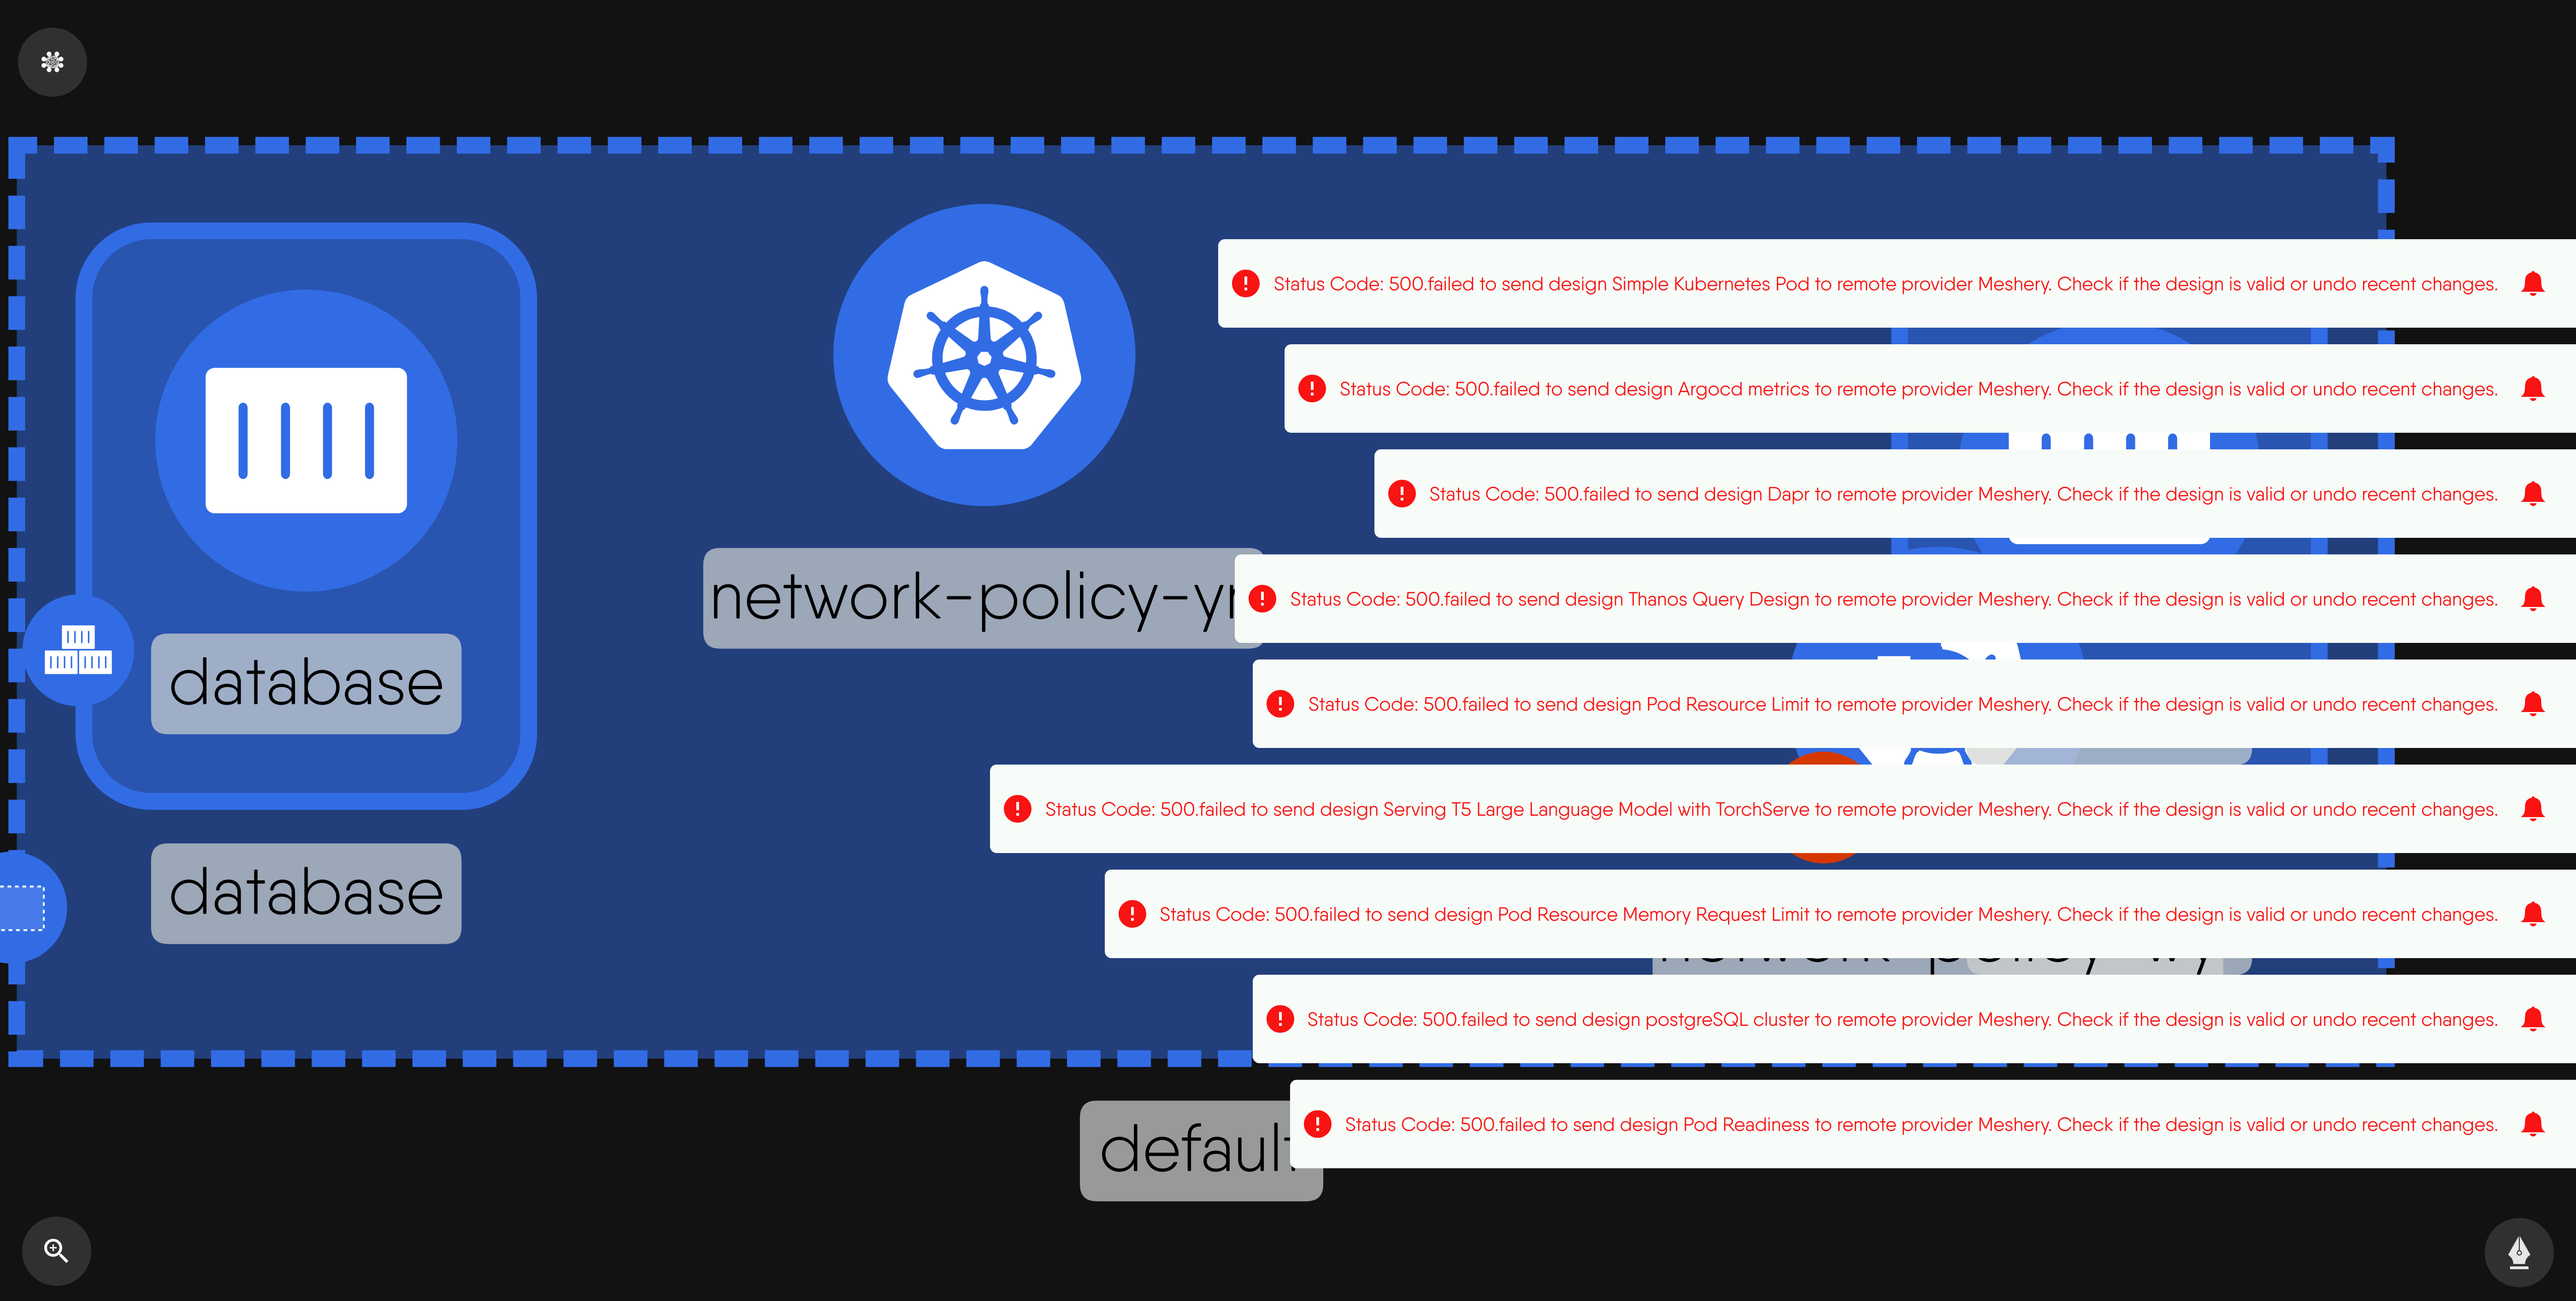 Status Code: 500.failed to send design Simple Kubernetes Pod to remote provider Meshery. Check if the design is valid or undo recent changes.
Status Code: 500.failed to send design Argocd metrics to remote provider Meshery. Check if the design is valid or undo recent changes.
Status Code: 500.failed to send design Dapr to remote provider Meshery. Check if the design is valid or undo recent changes.
network-policy-y
Status Code: 500.failed to send design Thanos Query Design to remote provider Meshery. Check if the design is valid or undo recent changes.
database
Status Code: 500.failed to send design Pod Resource Limit to remote provider Meshery. Check if the design is valid or undo recent changes.
Status Code: 500.failed to send design Serving T5 Large Language Model with TorchServe to remote provider Meshery. Check if the design is valid or undo recent changes.
database
Status Code: 500.failed to send design Pod Resource Memory Request Limit to remote provider Meshery. Check if the design is valid or undo recent changes.
Status Code: 500.failed to send design postgreSQL cluster to remote provider Meshery. Check if the design is valid or undo recent changes.
Status Code: 500.failed to send design Pod Readiness to remote provider Meshery. Check if the design is valid or undo recent changes.
default